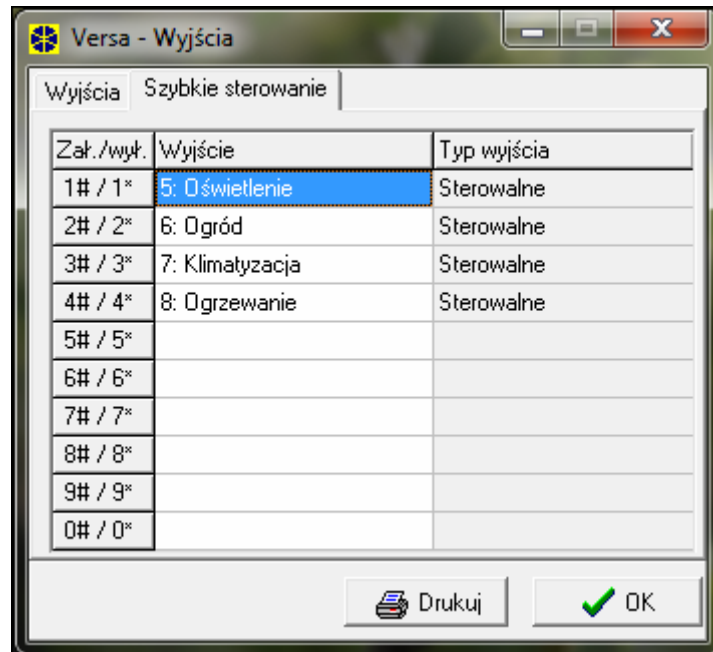 Versa - Wyjścia
Wyjścia Szybkie sterowanie
Zał./wył. Wyjście Typ wyjścia
1# / 1* 5: Oświetlenie Sterowalne
2# / 2* 6: Ogród Sterowalne
3# / 3* 7: Klimatyzacja Sterowalne
4# / 4* 8: Ogrzewanie Sterowalne
5# / 5*
6# / 6*
7# / 7*
8# / 8*
9# / 9*
0# / 0*
Drukuj OK